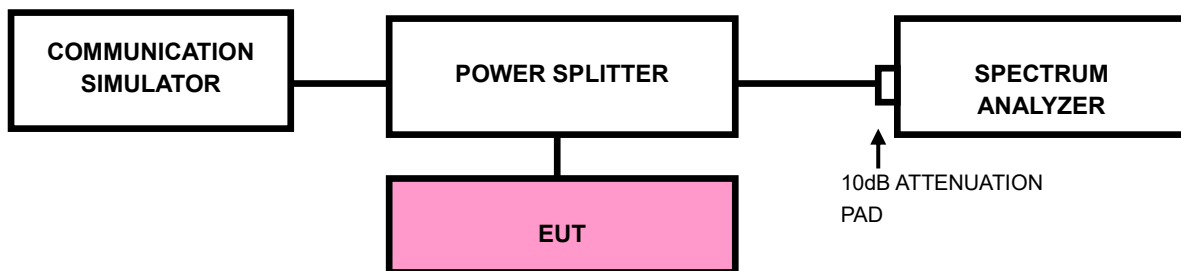 COMMUNICATION
SIMULATOR
POWER SPLITTER
SPECTRUM
ANALYZER
10dB ATTENUATION
PAD
EUT